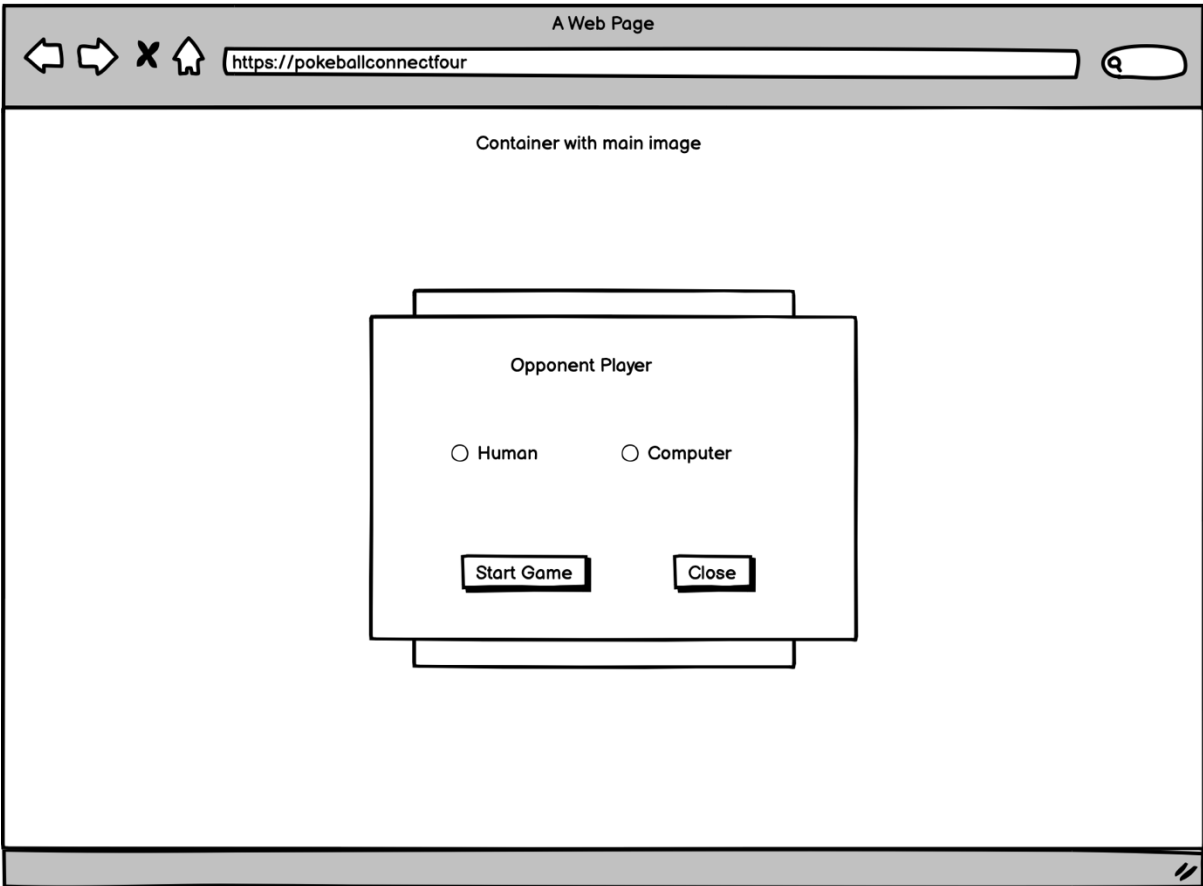 A Web Page
https://pokeballconnectfour
Container with main image
Opponent Player
Human Computer
Start Game Close